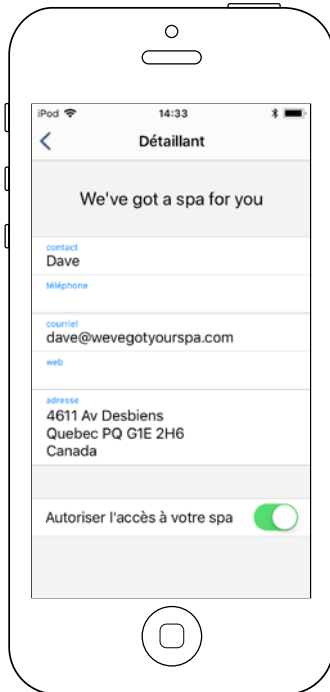 iPod 14:33
Détaillant
We've got a spa for you
contact
Dave
téléphone
courriel
dave@wevegotyourspa.com
web
adresse
4611 Av Desbiens
Quebec PQ G1E 2H6
Canada
Autoriser l'accès à votre spa